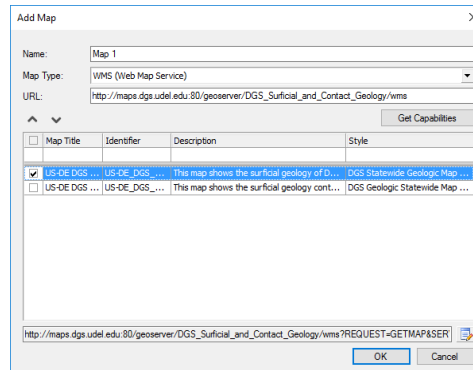 Add Map
Name: Map 1
Map Type: WMS (Web Map Service)
URL: http://maps.dgs.udel.edu:80/geoserver/DGS_Surficial_and_Contact_Geology/wms
Get Capabilities
Map Title Identifier Description Style
US-DE DGS ... US-DE_DGS_... This map shows the surficial geology of D... DGS Statewide Geologic Map ...
US-DE DGS ... US-DE_DGS_... This map shows the surficial geology cont... DGS Geologic Statewide Map ...
http://maps.dgs.udel.edu:80/geoserver/DGS_Surficial_and_Contact_Geology/wms?REQUEST=GETMAP&SER
OK Cancel